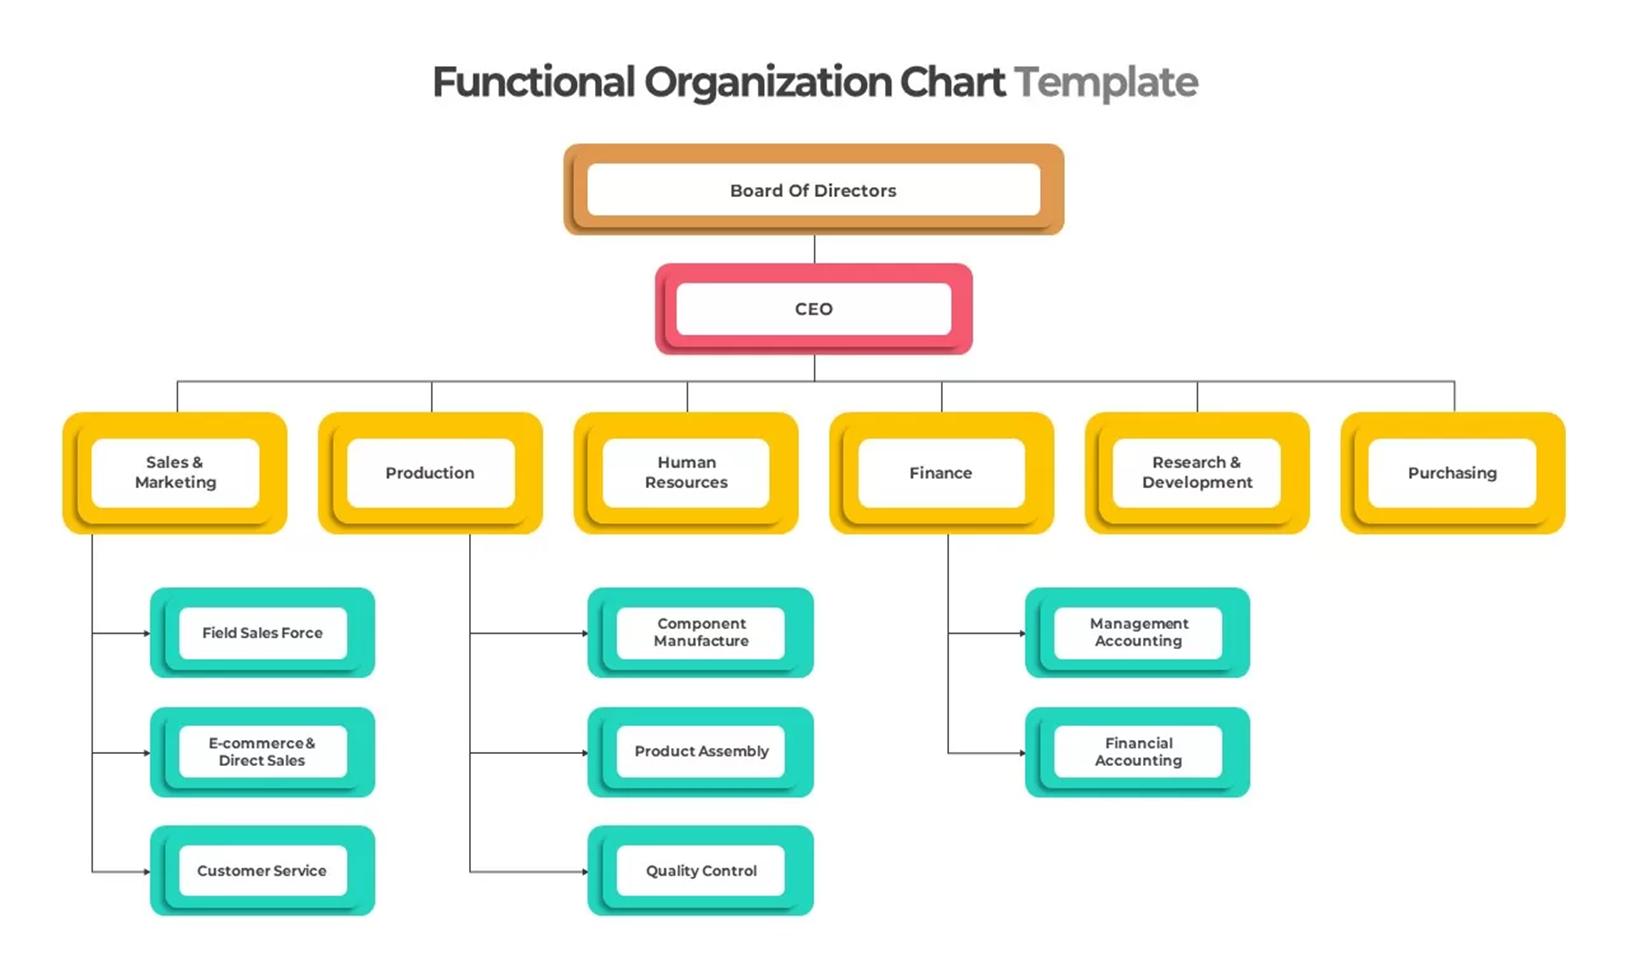 Functional Organization Chart Template
Board Of Directors
CEO
Sales &
Marketing
Production
Human
Resources
Finance
Research &
Development
Purchasing
Field Sales Force
Component
Manufacture
Management
Accounting
E-commerce &
Direct Sales
Product Assembly
Financial
Accounting
Customer Service
Quality Control